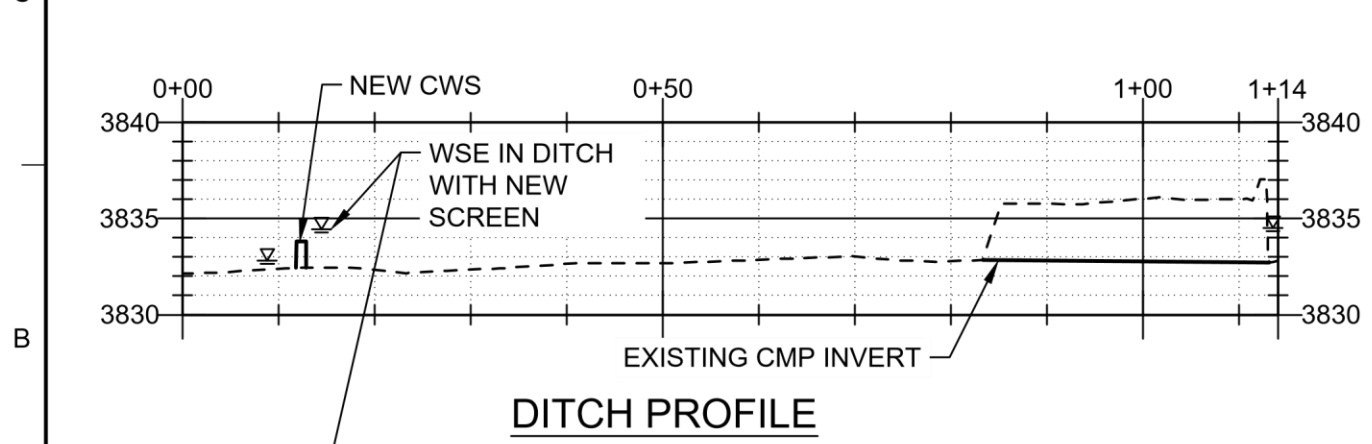 0+00
0+50
1+00
1+14
NEW CWS
3840
3840
WSE IN DITCH
WITH NEW
SCREEN
3835
3835
3830
3830
B
EXISTING CMP INVERT
DITCH PROFILE